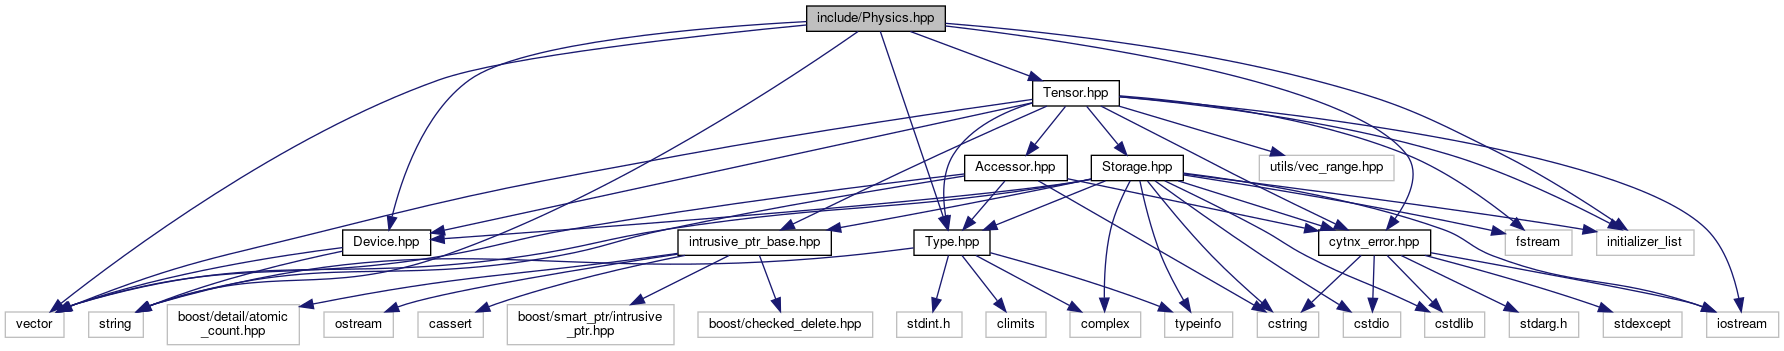 include/Physics.hpp
Tensor.hpp
Accessor.hpp
Storage.hpp
utils/vec_range.hpp
Device.hpp
intrusive_ptr_base.hpp
Type.hpp
cytnx_error.hpp
fstream
initializer_list
vector
string
boost/detail/atomic
_count.hpp
ostream
cassert
boost/smart_ptr/intrusive
_ptr.hpp
boost/checked_delete.hpp
stdint.h
climits
complex
typeinfo
cstring
cstdio
cstdlib
stdarg.h
stdexcept
iostream